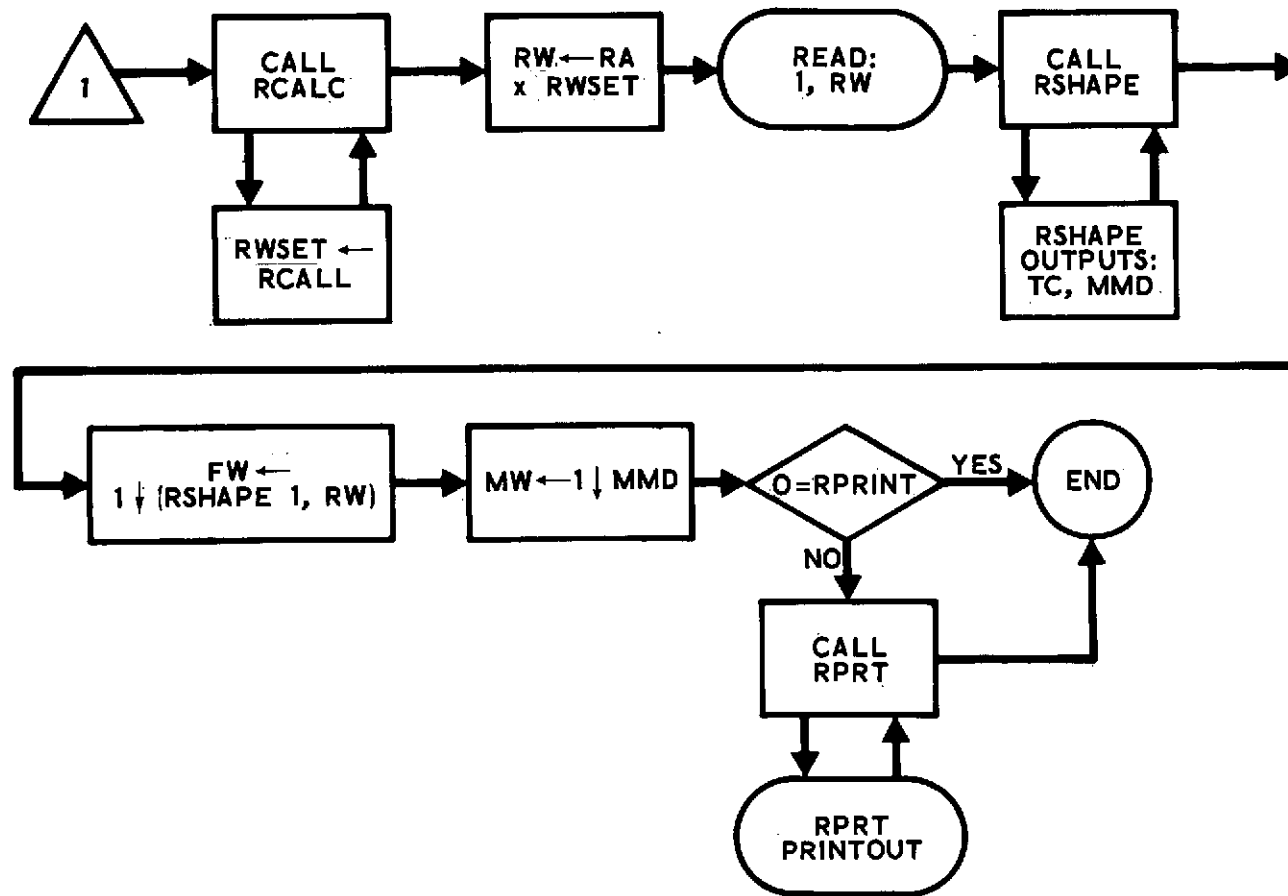 1
CALL
RCALC
RWSET ←
RCALL
RW ← RA
x RWSET
READ:
1, RW
CALL
RSHAPE
RSHAPE
OUTPUTS:
TC, MMD
FW ←
1 ↓ (RSHAPE 1, RW)
MW ← 1 ↓ MMD
O=RPRINT
YES
END
NO
CALL
RPRT
RPRT
PRINTOUT